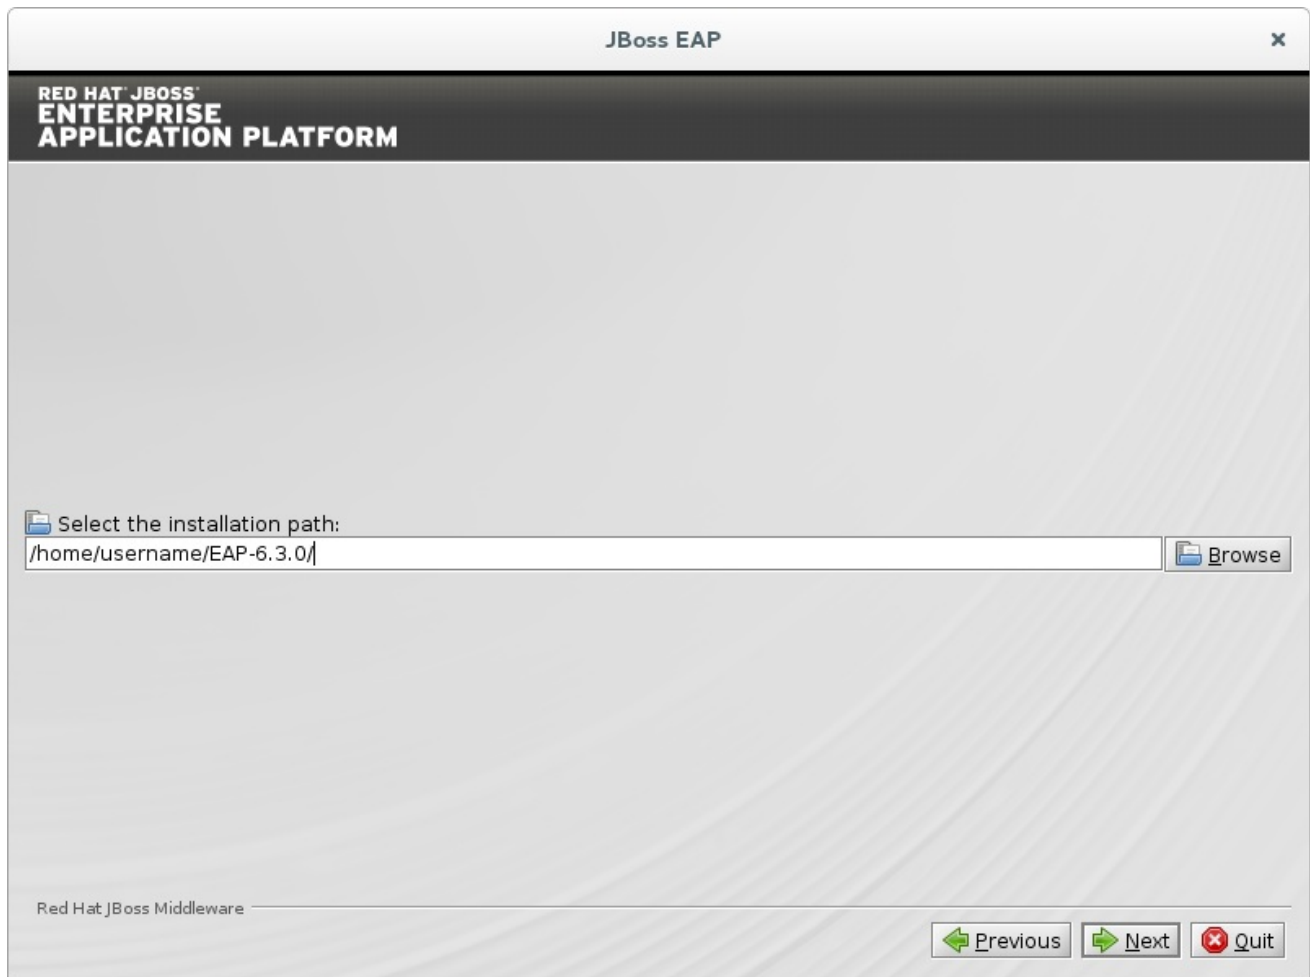 JBoss EAP
RED HAT JBOSS
ENTERPRISE
APPLICATION PLATFORM
Select the installation path:
/home/username/EAP-6.3.0/
Browse
Red Hat JBoss Middleware
Previous Next Quit